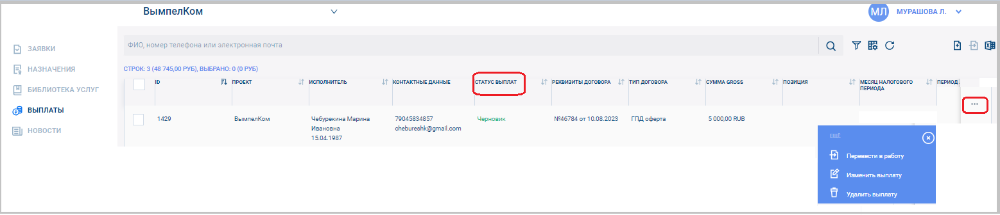 ВымпелКом
МЛ МУРАШОВА Л.
ЗАЯВКИ
НАЗНАЧЕНИЯ
БИБЛИОТЕКА УСЛУГ
ВЫПЛАТЫ
НОВОСТИ
ФИО, номер телефона или электронная почта
СТРОК: 3 (48 745,00 РУБ), ВЫБРАНО: 0 (0 РУБ)
ID ПРОЕКТ ИСПОЛНИТЕЛЬ КОНТАКТНЫЕ ДАННЫЕ СТАТУС ВЫПЛАТ РЕКВИЗИТЫ ДОГОВОРА ТИП ДОГОВОРА СУММА GROSS ПОЗИЦИЯ МЕСЯЦ НАЛОГОВОГО ПЕРИОД
ПЕРИОДА
1429 ВымпелКом Чебурекина Марина 79045834857 Черновик №46784 от 10.08.2023 ГПД оферта 5 000,00 RUB
Ивановна chebureshk@gmail.com
15.04.1987
ЕЩЁ
Перевести в работу
Изменить выплату
Удалить выплату